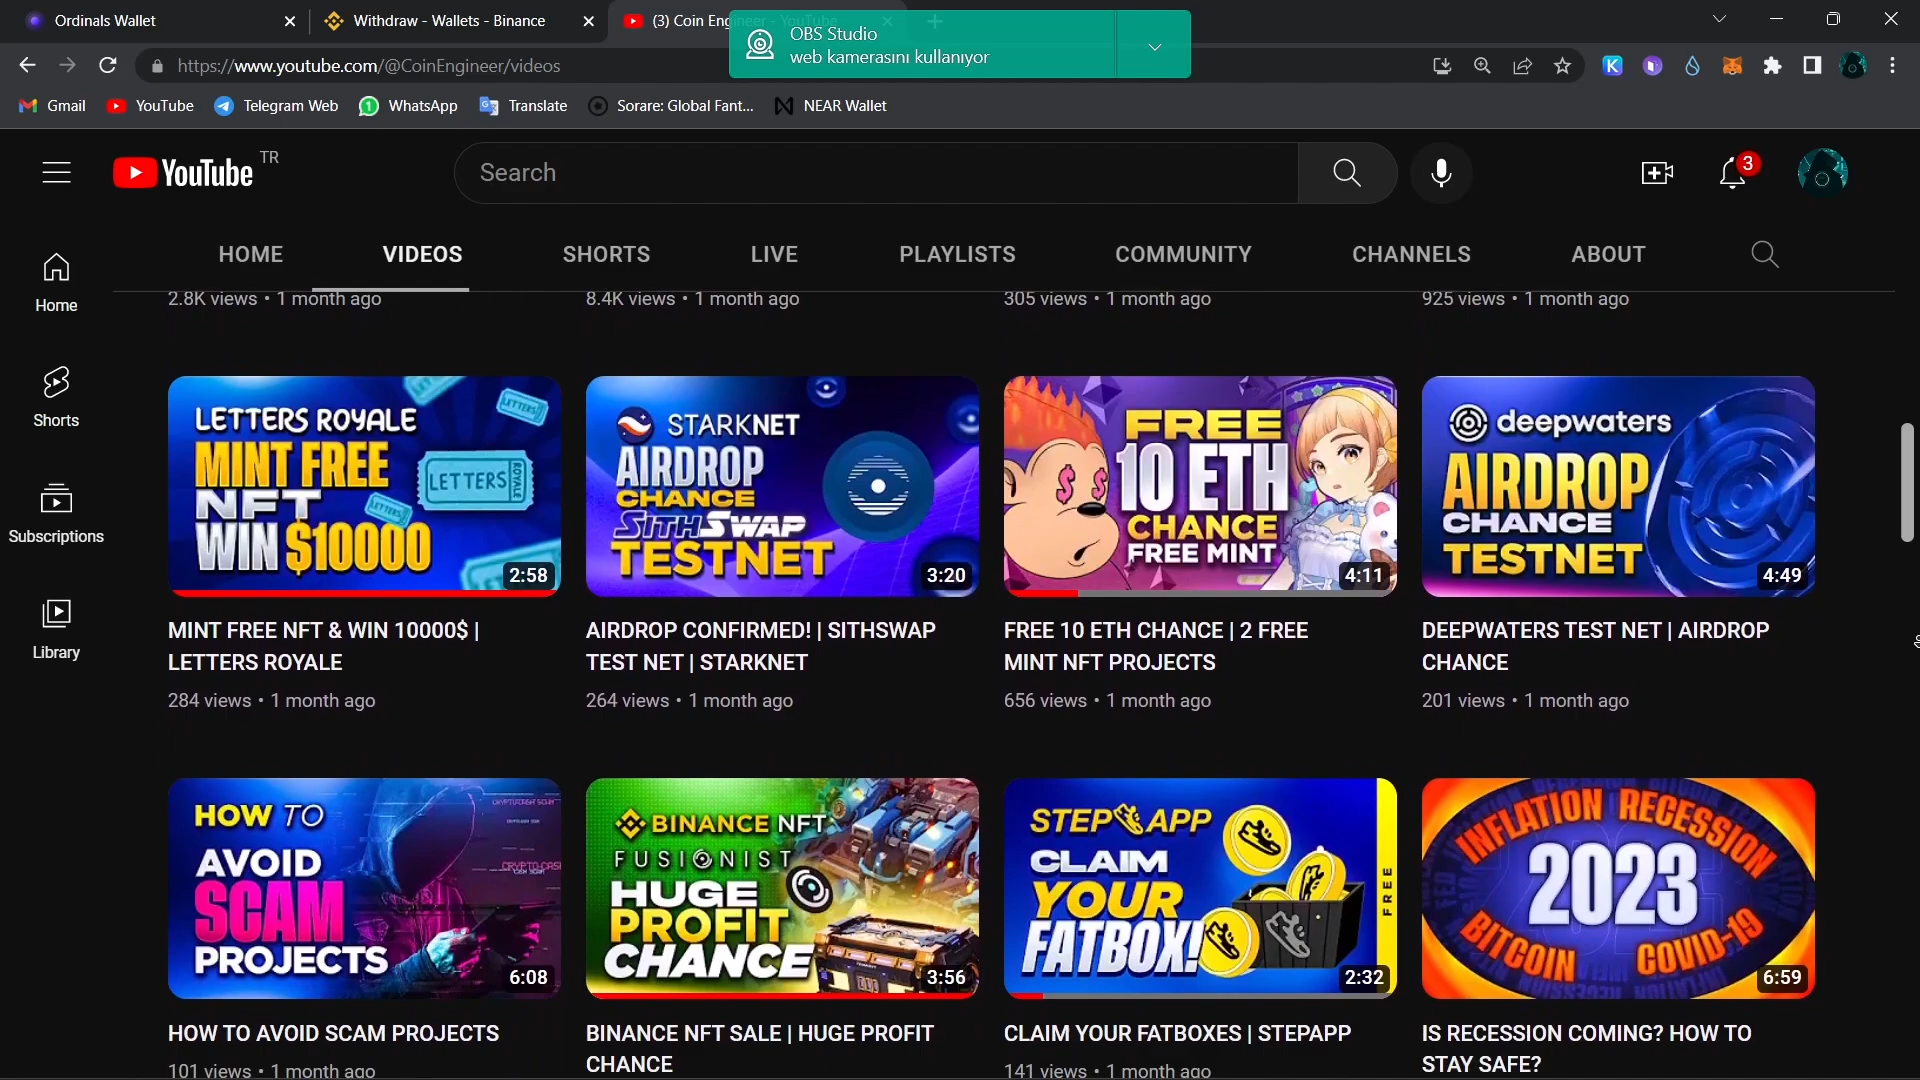 Ordinals Wallet
Withdraw - Wallets - Binance
(3) Coin Engineer - YouTube
OBS Studio
web kamerasını kullanıyor
https://www.youtube.com/@CoinEngineer/videos
Gmail
YouTube
Telegram Web
WhatsApp
Translate
Sorare: Global Fant...
NEAR Wallet
YouTube TR
Search
3
HOME
VIDEOS
SHORTS
LIVE
PLAYLISTS
COMMUNITY
CHANNELS
ABOUT
Home
Shorts
Subscriptions
Library
2.8K views • 1 month ago
8.4K views • 1 month ago
305 views • 1 month ago
925 views • 1 month ago
LETTERS ROYALE
MINT FREE
NFT
WIN $10000
LETTERS
ROYALE
LETTERS
2:58
STARKNET
AIRDROP
CHANCE
SITHSWAP
TESTNET
3:20
FREE
10 ETH
CHANCE
FREE MINT
4:11
deepwaters
AIRDROP
CHANCE
TESTNET
4:49
MINT FREE NFT & WIN 10000$ |
LETTERS ROYALE
284 views • 1 month ago
AIRDROP CONFIRMED! | SITHSWAP
TEST NET | STARKNET
264 views • 1 month ago
FREE 10 ETH CHANCE | 2 FREE
MINT NFT PROJECTS
656 views • 1 month ago
DEEPWATERS TEST NET | AIRDROP
CHANCE
201 views • 1 month ago
HOW TO
AVOID
SCAM
PROJECTS
6:08
BINANCE NFT
FUSIONIST
HUGE
PROFIT
CHANCE
3:56
STEP APP
CLAIM
YOUR
FATBOX!
FREE
2:32
INFLATION RECESSION
2023
BITCOIN COVID-19
FED
6:59
HOW TO AVOID SCAM PROJECTS
101 views • 1 month ago
BINANCE NFT SALE | HUGE PROFIT
CHANCE
CLAIM YOUR FATBOXES | STEPAPP
141 views • 1 month ago
IS RECESSION COMING? HOW TO
STAY SAFE?